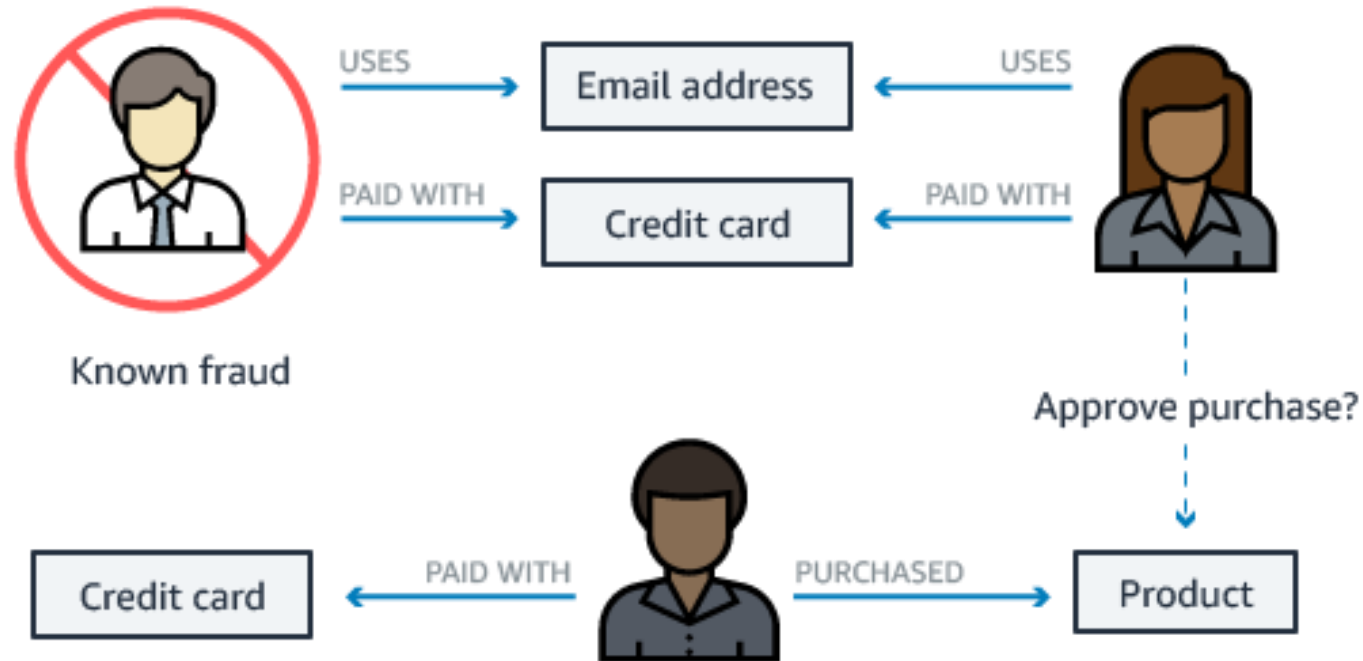 USES
Email address
USES
PAID WITH
Credit card
PAID WITH
Known fraud
Approve purchase?
Credit card
PAID WITH
PURCHASED
Product